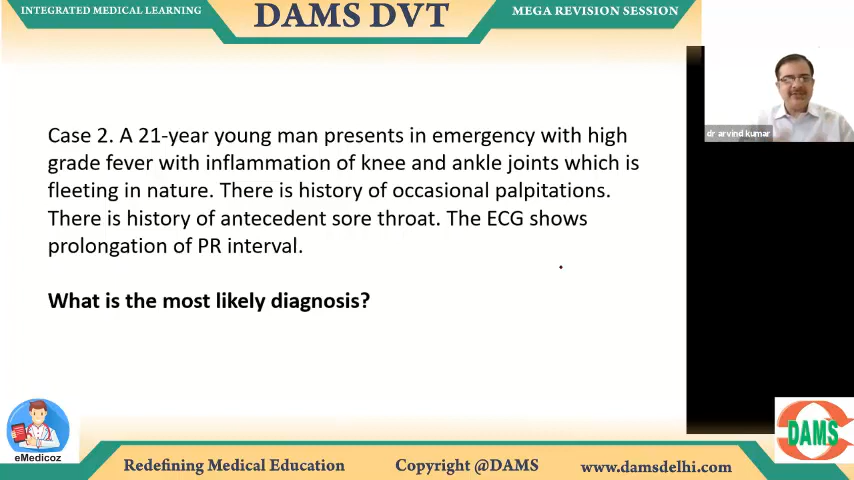 INTEGRATED MEDICAL LEARNING
DAMS DVT
MEGA REVISION SESSION
dr arvind kumar
Case 2. A 21-year young man presents in emergency with high
grade fever with inflammation of knee and ankle joints which is
fleeting in nature. There is history of occasional palpitations.
There is history of antecedent sore throat. The ECG shows
prolongation of PR interval.
What is the most likely diagnosis?
DAMS
eMedicoz
Redefining Medical Education
Copyright @DAMS
www.damsdelhi.com